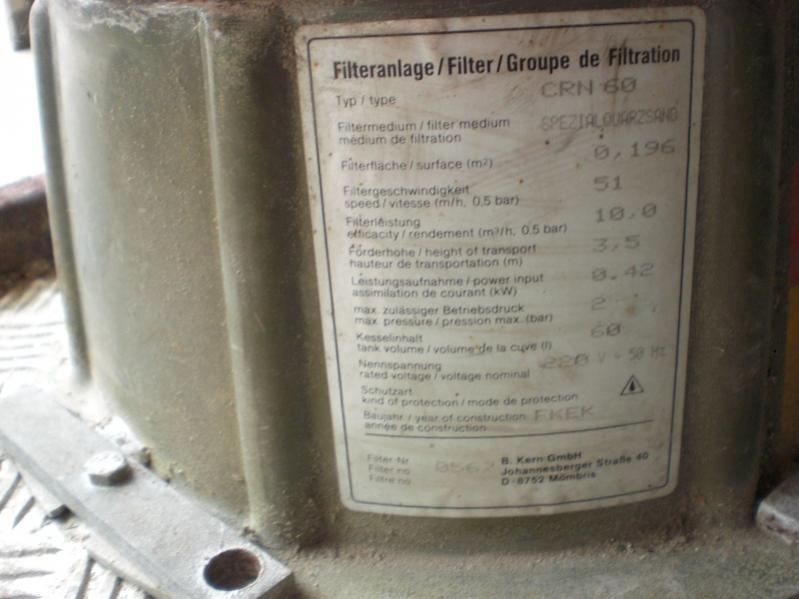 Filteranlage/Filter/Groupe de Filtration
Typ / type CRN 60
Filtermedium / filter medium SPEZIALQUARZSAND
médium de filtration
Filterfläche / surface (m²) 0,196
Filtergeschwindigkeit 51
speed / vitesse (m/h, 0.5 bar)
Filterleistung 10,0
efficacity / rendement (m³/h, 0.5 bar)
Förderhöhe / height of transport 3,5
hauteur de transportation (m)
Leistungsaufnahme / power input 0.42
assimilation de courant (kW)
max. zulässiger Betriebsdruck 2
max. pressure / pression max. (bar)
Kesselinhalt 60
tank volume / volume de la cuve (l)
Nennspannung 220 V - 50 Hz
rated voltage / voltage nominal
Schutzart
kind of protection / mode de protection
Baujahr / year of construction FKEK
année de construction
Filter-Nr
Filter no 056
Filtre no
B. Kern GmbH
Johannesberger Straße 40
D-8752 Mömbris